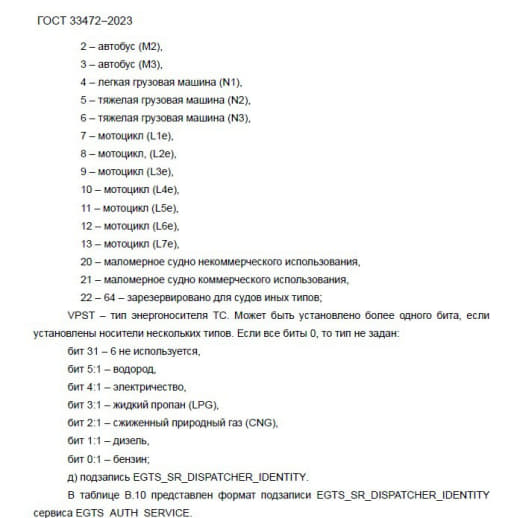 ГОСТ 33472–2023
2 – автобус (М2),
3 – автобус (М3),
4 – легкая грузовая машина (N1),
5 – тяжелая грузовая машина (N2),
6 – тяжелая грузовая машина (N3),
7 – мотоцикл (L1e),
8 – мотоцикл, (L2e),
9 – мотоцикл (L3e),
10 – мотоцикл (L4e),
11 – мотоцикл (L5e),
12 – мотоцикл (L6e),
13 – мотоцикл (L7e),
20 – маломерное судно некоммерческого использования,
21 – маломерное судно коммерческого использования,
22 – 64 – зарезервировано для судов иных типов;
VPST – тип энергоносителя ТС. Может быть установлено более одного бита, если
установлены носители нескольких типов. Если все биты 0, то тип не задан:
бит 31 – 6 не используется,
бит 5:1 – водород,
бит 4:1 – электричество,
бит 3:1 – жидкий пропан (LPG),
бит 2:1 – сжиженный природный газ (CNG),
бит 1:1 – дизель,
бит 0:1 – бензин;
д) подзапись EGTS_SR_DISPATCHER_IDENTITY.
В таблице В.10 представлен формат подзаписи EGTS_SR_DISPATCHER_IDENTITY
сервиса EGTS_AUTH_SERVICE.